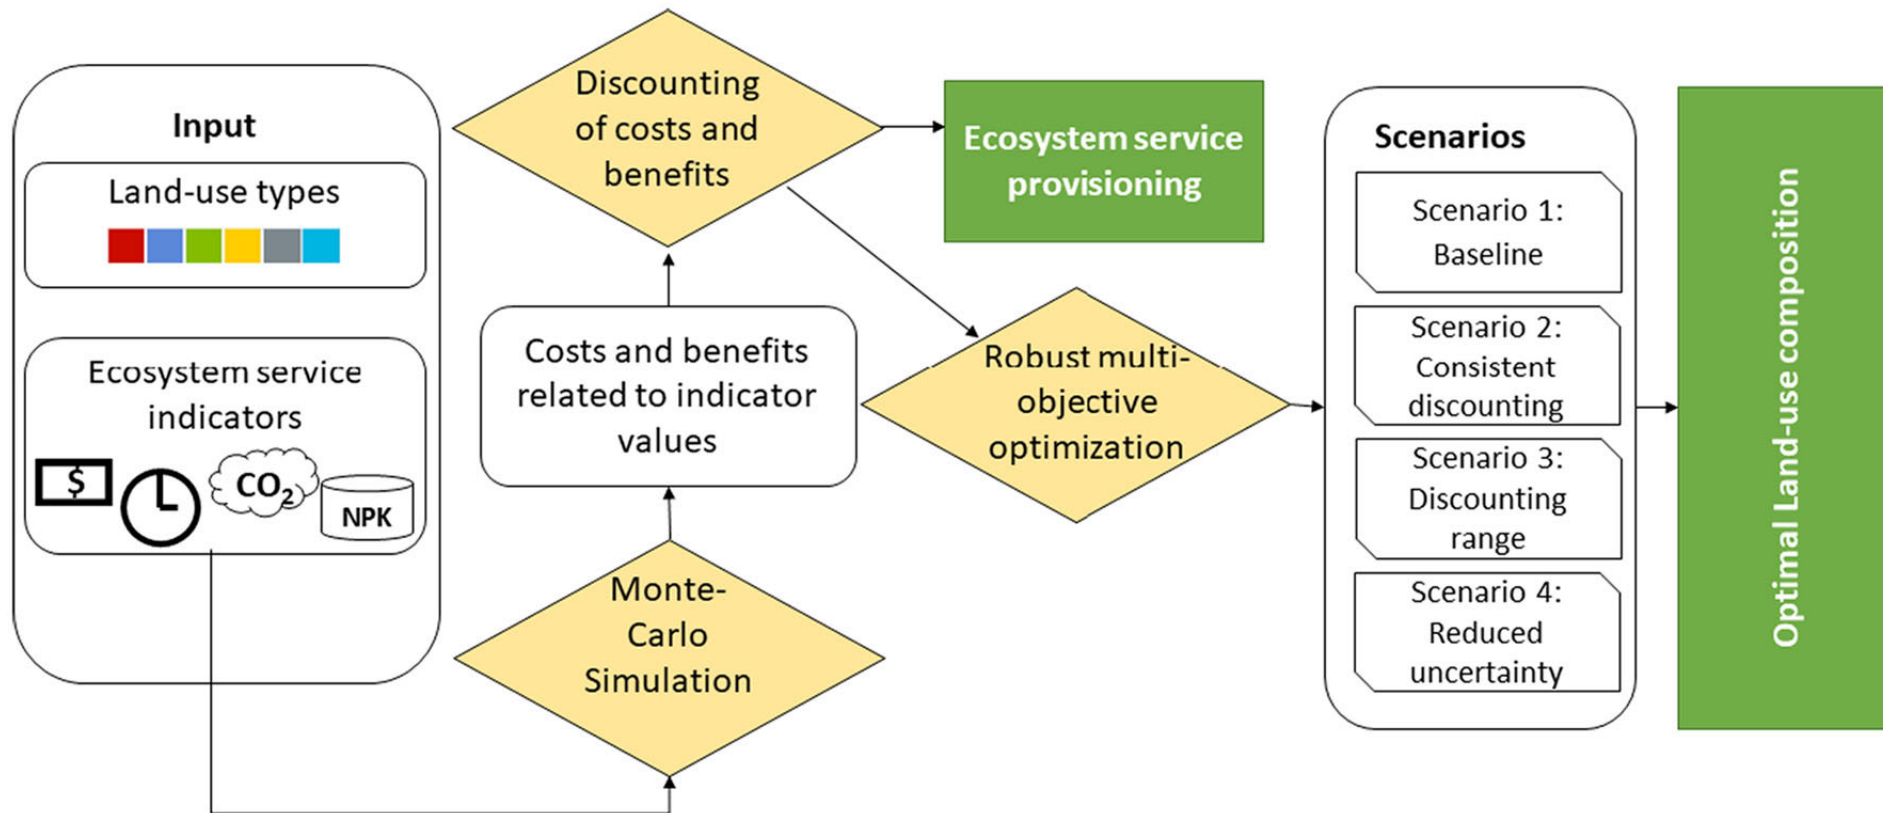 Input
Land-use types
Ecosystem service
indicators
$
CO₂
NPK
Discounting
of costs and
benefits
Costs and benefits
related to indicator
values
Monte-
Carlo
Simulation
Ecosystem service
provisioning
Robust multi-
objective
optimization
Scenarios
Scenario 1:
Baseline
Scenario 2:
Consistent
discounting
Scenario 3:
Discounting
range
Scenario 4:
Reduced
uncertainty
Optimal Land-use composition